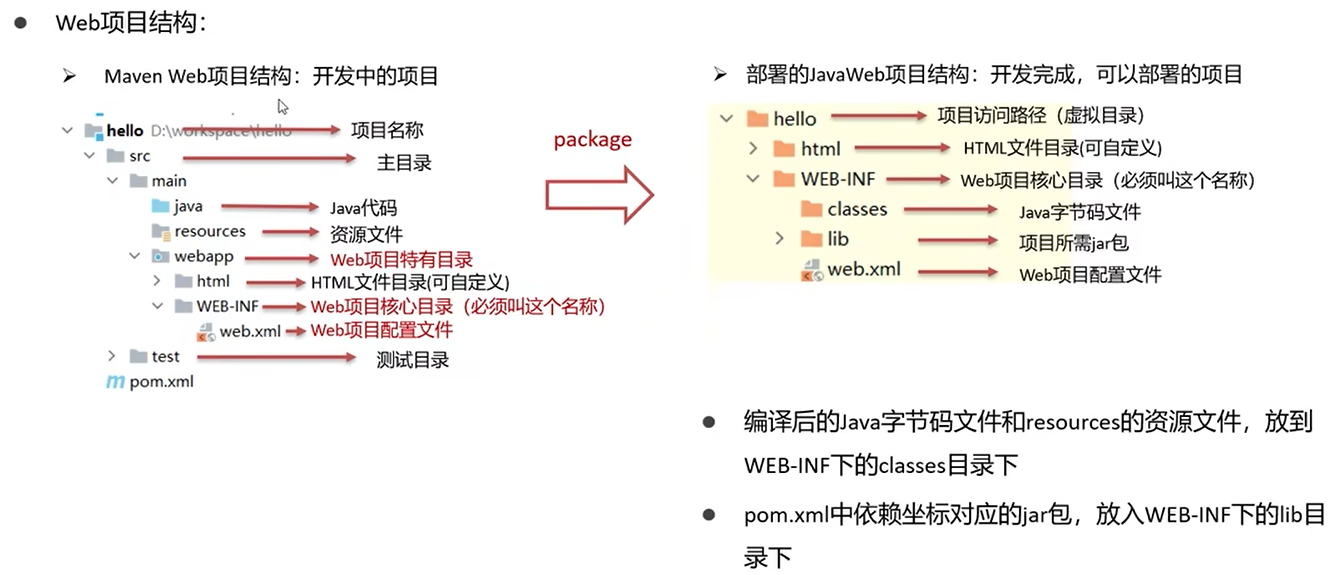 Web项目结构：
Maven Web项目结构：开发中的项目
hello D:\workspace\hello 项目名称
src 主目录
main
java Java代码
resources 资源文件
webapp Web项目特有目录
html HTML文件目录(可自定义)
WEB-INF Web项目核心目录（必须叫这个名称）
web.xml Web项目配置文件
test 测试目录
pom.xml
package
部署的JavaWeb项目结构：开发完成，可以部署的项目
hello 项目访问路径（虚拟目录）
html HTML文件目录(可自定义)
WEB-INF Web项目核心目录（必须叫这个名称）
classes Java字节码文件
lib 项目所需jar包
web.xml Web项目配置文件
编译后的Java字节码文件和resources的资源文件，放到
WEB-INF下的classes目录下
pom.xml中依赖坐标对应的jar包，放入WEB-INF下的lib目
录下